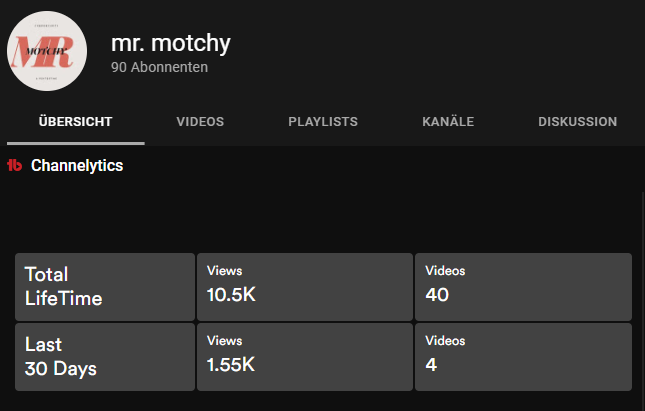 MR
MOTCHY
mr. motchy
90 Abonnenten
ÜBERSICHT VIDEOS PLAYLISTS KANÄLE DISKUSSION
Channelytics
Total
LifeTime
Views
10.5K
Videos
40
Last
30 Days
Views
1.55K
Videos
4